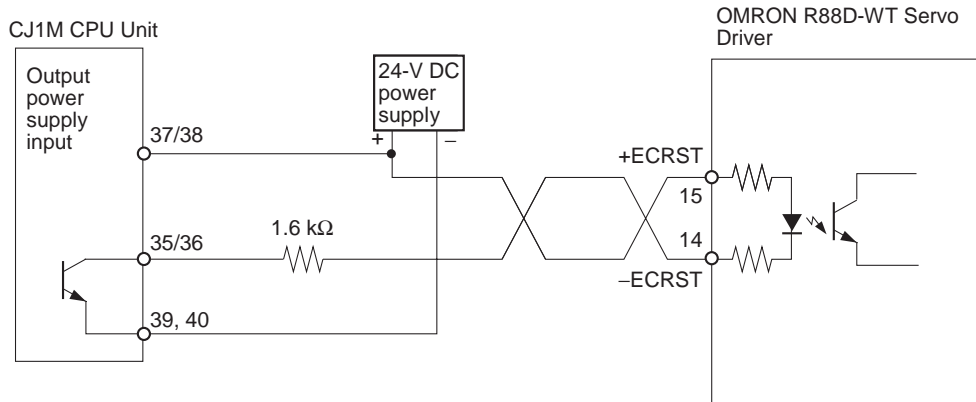 CJ1M CPU Unit
OMRON R88D-WT Servo
Driver
Output
power
supply
input
24-V DC
power
supply
+
−
37/38
+ECRST
15
1.6 kΩ
35/36
14
−ECRST
39, 40